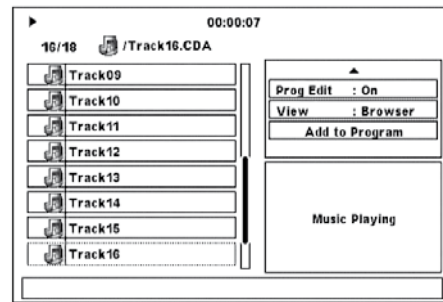 00:00:07
16/18 /Track16.CDA
Track09
Track10
Track11
Track12
Track13
Track14
Track15
Track16
Prog Edit : On
View : Browser
Add to Program
Music Playing